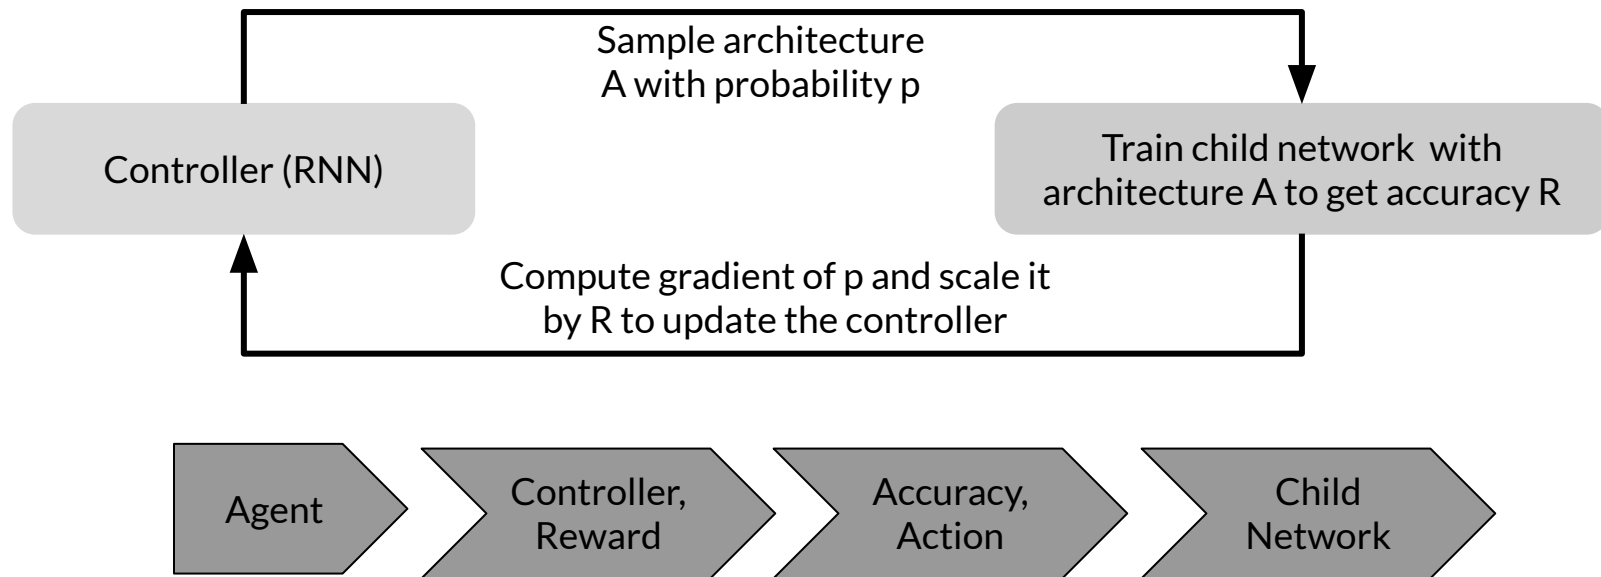 Sample architecture
A with probability p
Controller (RNN)
Train child network with
architecture A to get accuracy R
Compute gradient of p and scale it
by R to update the controller
Agent
Controller,
Reward
Accuracy,
Action
Child
Network